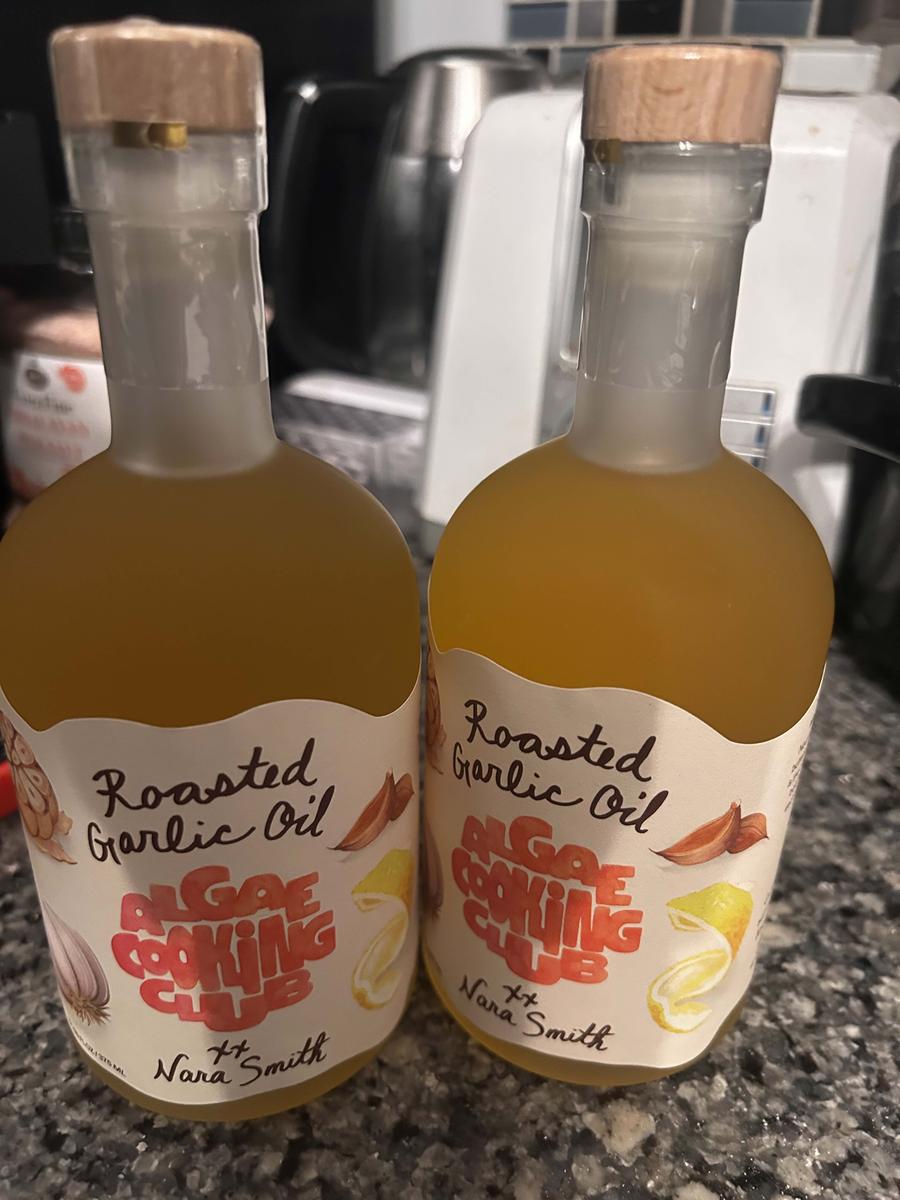 Roasted
Garlic Oil
ALGAE
COOKING
CLUB
xx
Nara Smith
Roasted
Garlic Oil
ALGAE
COOKING
CLUB
xx
Nara Smith